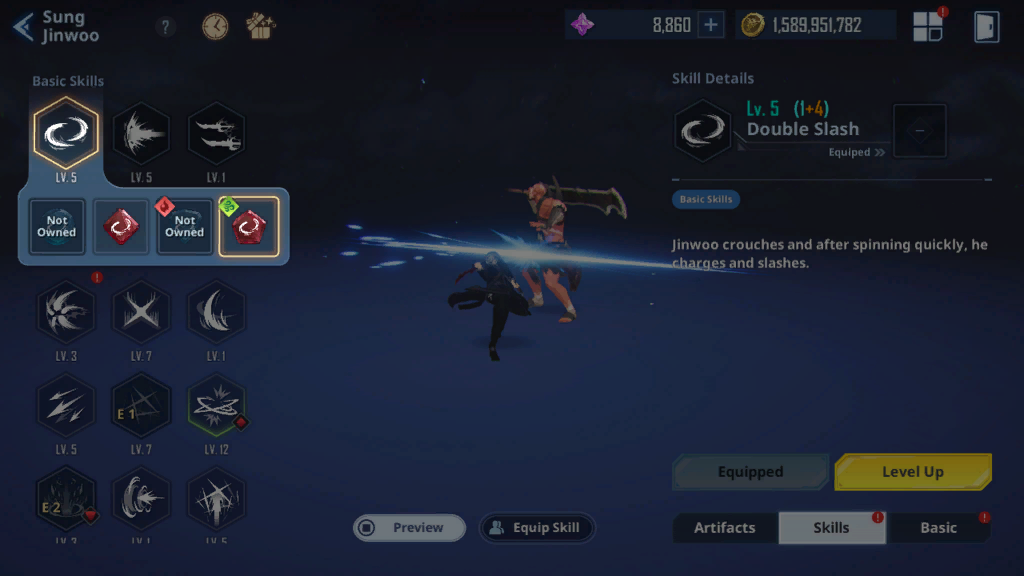 Sung
Jinwoo
?
8,860
1,589,951,782
Basic Skills
LV. 5
LV. 5
LV. 1
Not
Owned
Not
Owned
LV. 3
LV. 7
LV. 1
E 1
LV. 5
LV. 7
LV. 12
E 2
Preview
Equip Skill
Skill Details
Lv. 5 (1+4)
Double Slash
Equiped
Basic Skills
Jinwoo crouches and after spinning quickly, he
charges and slashes.
Equipped
Level Up
Artifacts
Skills
Basic